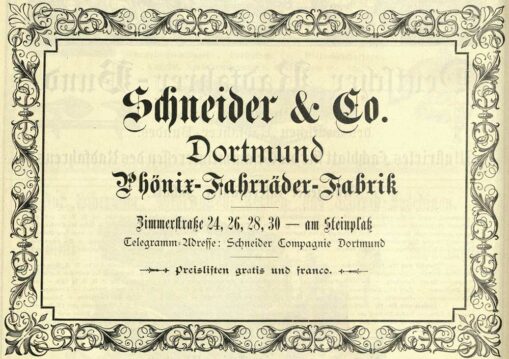 Schneider & Co.
Dortmund
Phönix-Fahrräder-Fabrik
Zimmerstraße 24, 26, 28, 30 — am Steinplatz
Telegramm-Adresse: Schneider Compagnie Dortmund
Preislisten gratis und franco.